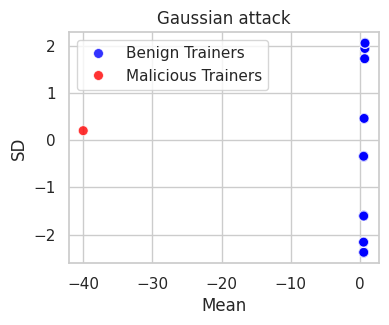 Gaussian attack
Benign Trainers
Malicious Trainers
SD
2
1
0
−1
−2
−40
−30
−20
−10
0
Mean